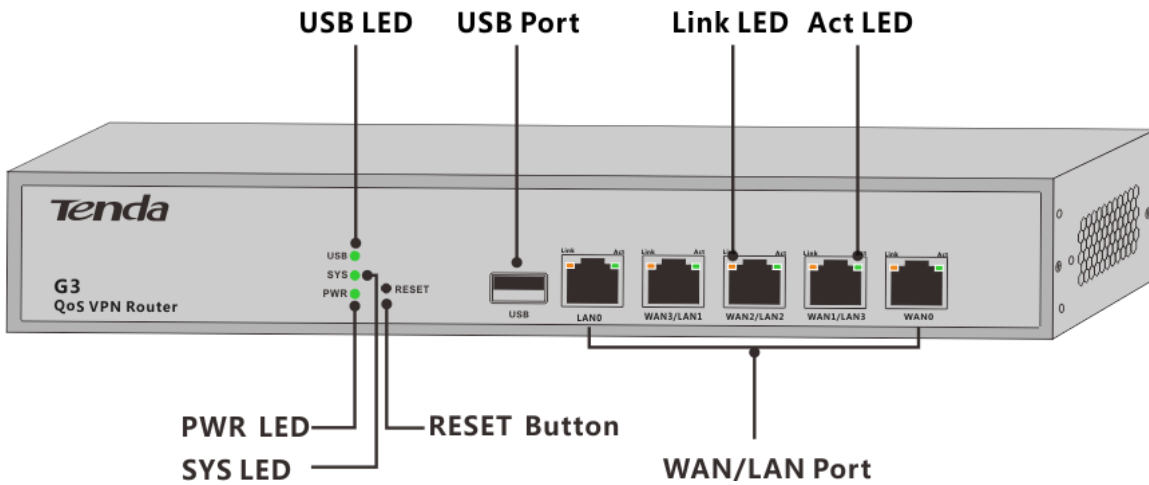 USB LED
USB Port
Link LED
Act LED
Tenda
G3
QoS VPN Router
USB
SYS
PWR
RESET
USB
Link Act
Link Act
Link Act
Link Act
Link Act
LAN0
WAN3/LAN1
WAN2/LAN2
WAN1/LAN3
WAN0
PWR LED
RESET Button
SYS LED
WAN/LAN Port